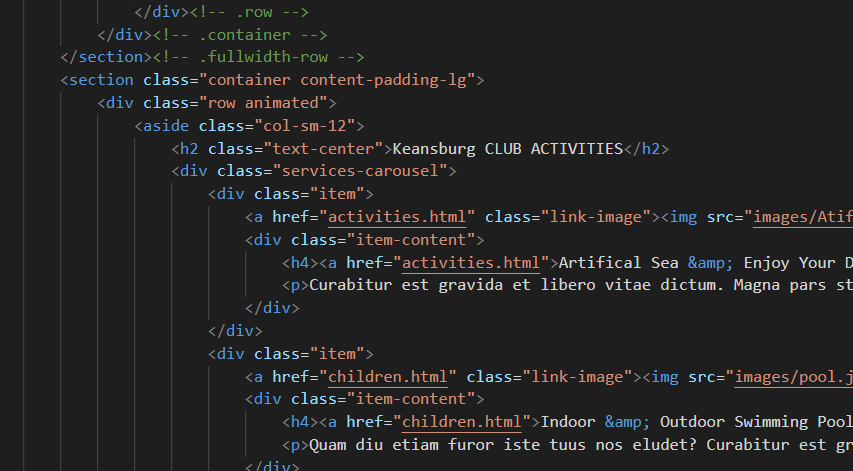 </div><!-- .row -->
</div><!-- .container -->
</section><!-- .fullwidth-row -->
<section class="container content-padding-lg">
<div class="row animated">
<aside class="col-sm-12">
<h2 class="text-center">Keansburg CLUB ACTIVITIES</h2>
<div class="services-carousel">
<div class="item">
<a href="activities.html" class="link-image"><img src="images/Atif
<div class="item-content">
<h4><a href="activities.html">Artifical Sea &amp; Enjoy Your D
<p>Curabitur est gravida et libero vitae dictum. Magna pars st
</div>
</div>
<div class="item">
<a href="children.html" class="link-image"><img src="images/pool.j
<div class="item-content">
<h4><a href="children.html">Indoor &amp; Outdoor Swimming Pool
<p>Quam diu etiam furor iste tuus nos eludet? Curabitur est gr
</div>